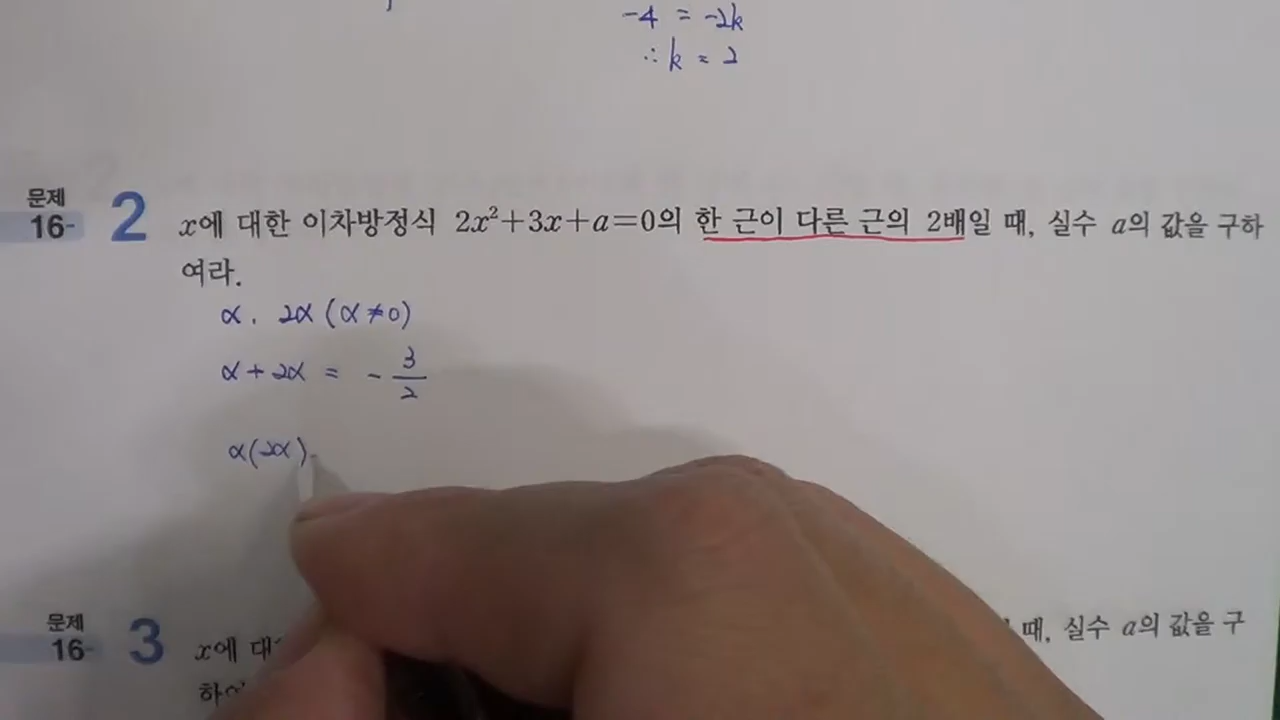 -4 = -2k
∴ k = 2
문제
16- 2 x에 대한 이차방정식 2x²+3x+a=0의 한 근이 다른 근의 2배일 때, 실수 a의 값을 구하
여라.
α, 2α (α≠0)
α + 2α = - 3/2
α(2α)
문제
16- 3 x에 대 때, 실수 a의 값을 구